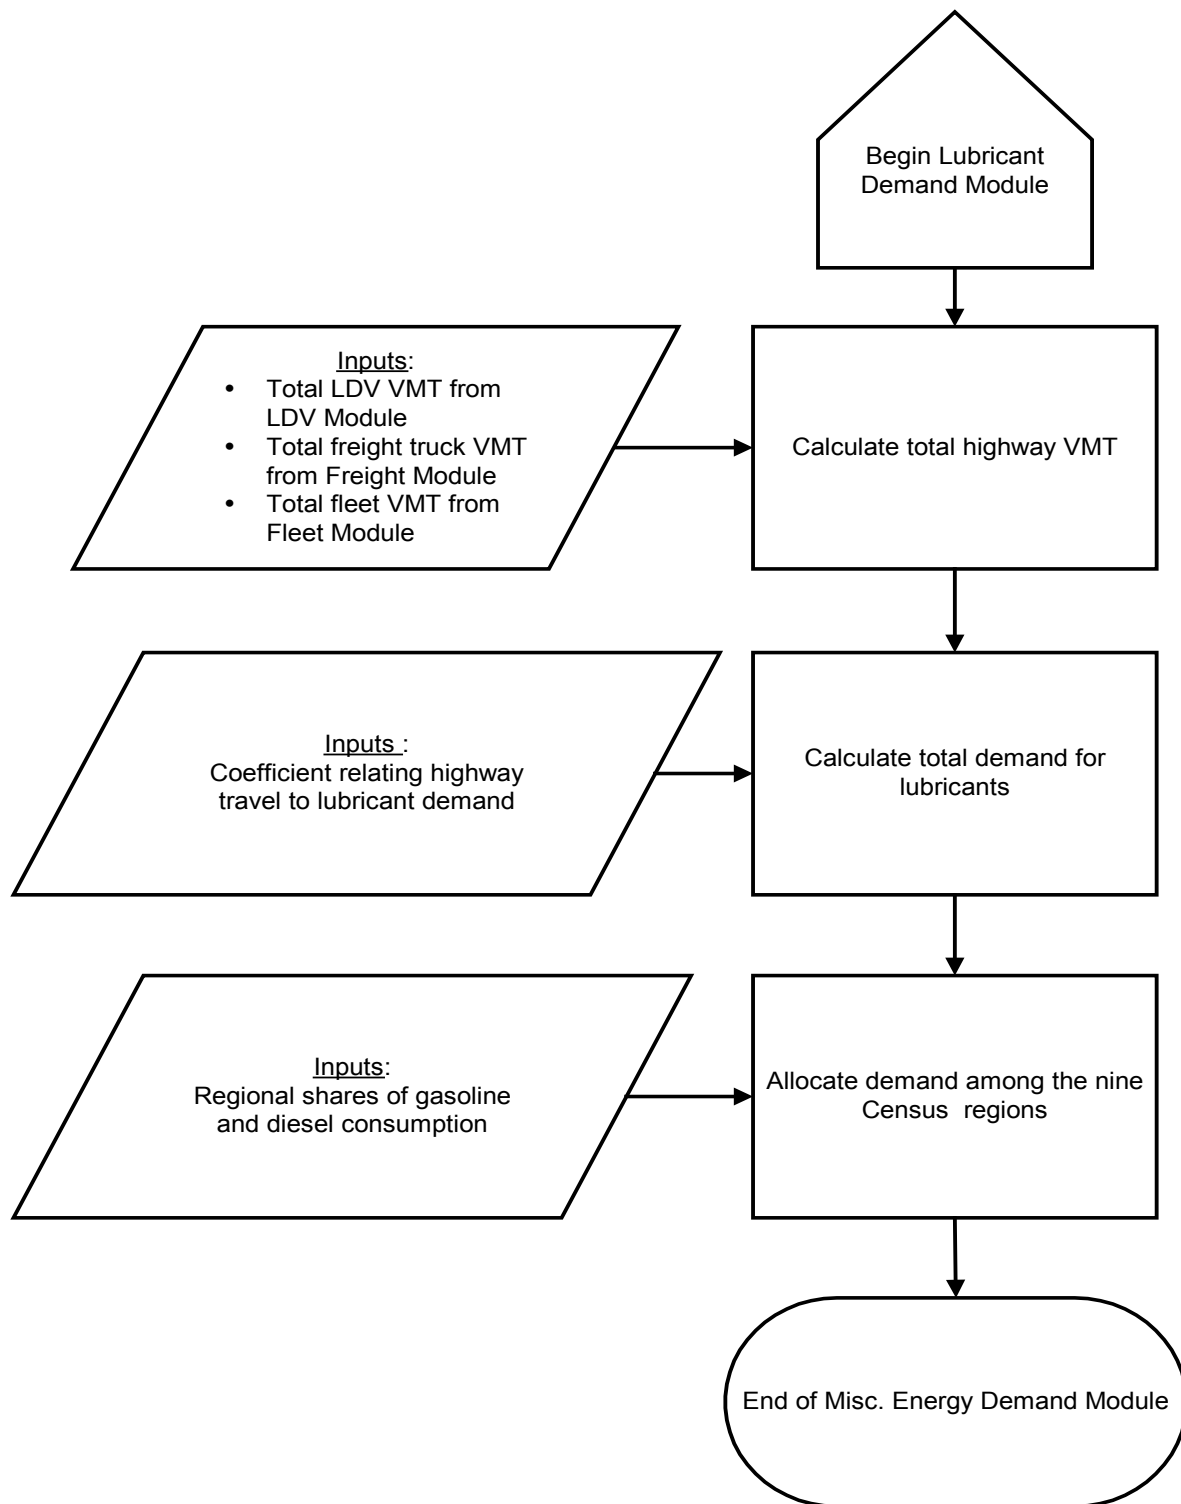 Begin Lubricant
Demand Module
Inputs:
• Total LDV VMT from
LDV Module
• Total freight truck VMT
from Freight Module
• Total fleet VMT from
Fleet Module
Calculate total highway VMT
Inputs :
Coefficient relating highway
travel to lubricant demand
Calculate total demand for
lubricants
Inputs:
Regional shares of gasoline
and diesel consumption
Allocate demand among the nine
Census  regions
End of Misc. Energy Demand Module